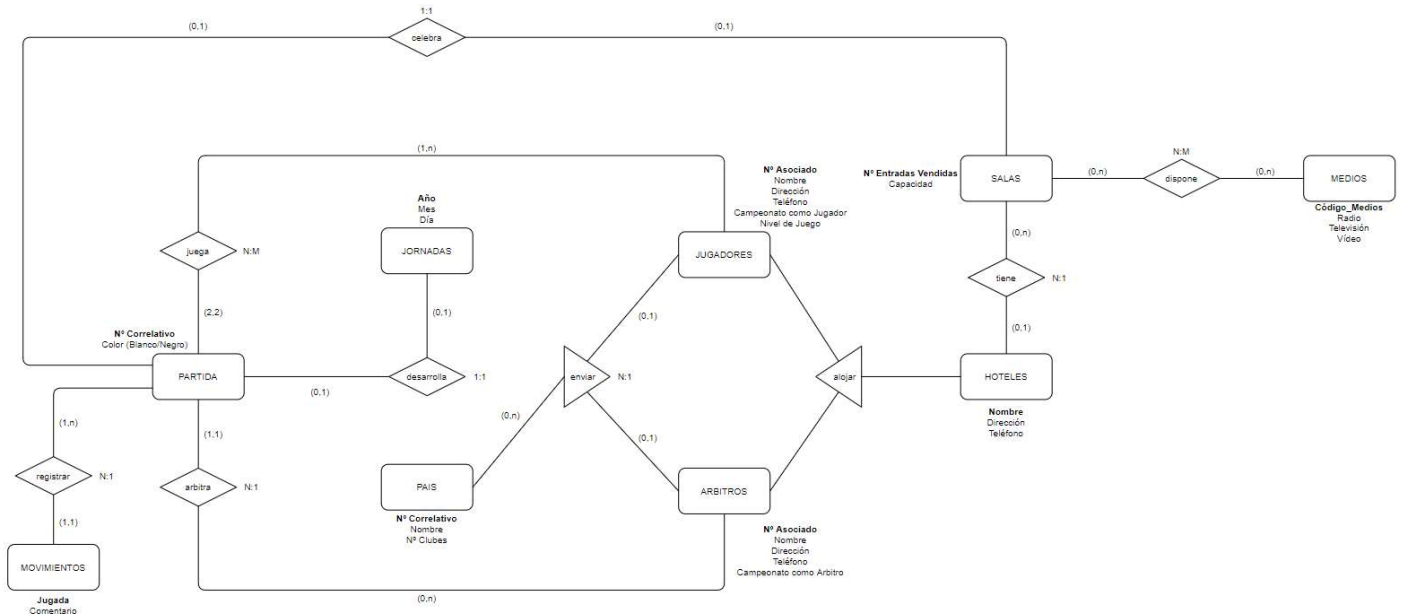 1:1
(0,1)
celebra
(0,1)
(1,n)
Nº Asociado
Nombre
Dirección
Teléfono
Campeonato como Jugador
Nivel de Juego
Nº Entradas Vendidas
Capacidad
SALAS
(0,n)
N:M
dispone
(0,n)
MEDIOS
Código_Medios
Radio
Televisión
Vídeo
Año
Mes
Día
JORNADAS
juega
N:M
JUGADORES
(0,n)
tiene
N:1
(2,2)
(0,1)
(0,1)
(0,1)
Nº Correlativo
Color (Blanco/Negro)
PARTIDA
(0,1)
desarrolla
1:1
enviar
N:1
alojar
HOTELES
Nombre
Dirección
Teléfono
(1,n)
(1,1)
(0,n)
(0,1)
registrar
N:1
arbitra
N:1
PAIS
Nº Correlativo
Nombre
Nº Clubes
ARBITROS
Nº Asociado
Nombre
Dirección
Teléfono
Campeonato como Arbitro
(1,1)
MOVIMIENTOS
Jugada
Comentario
(0,n)